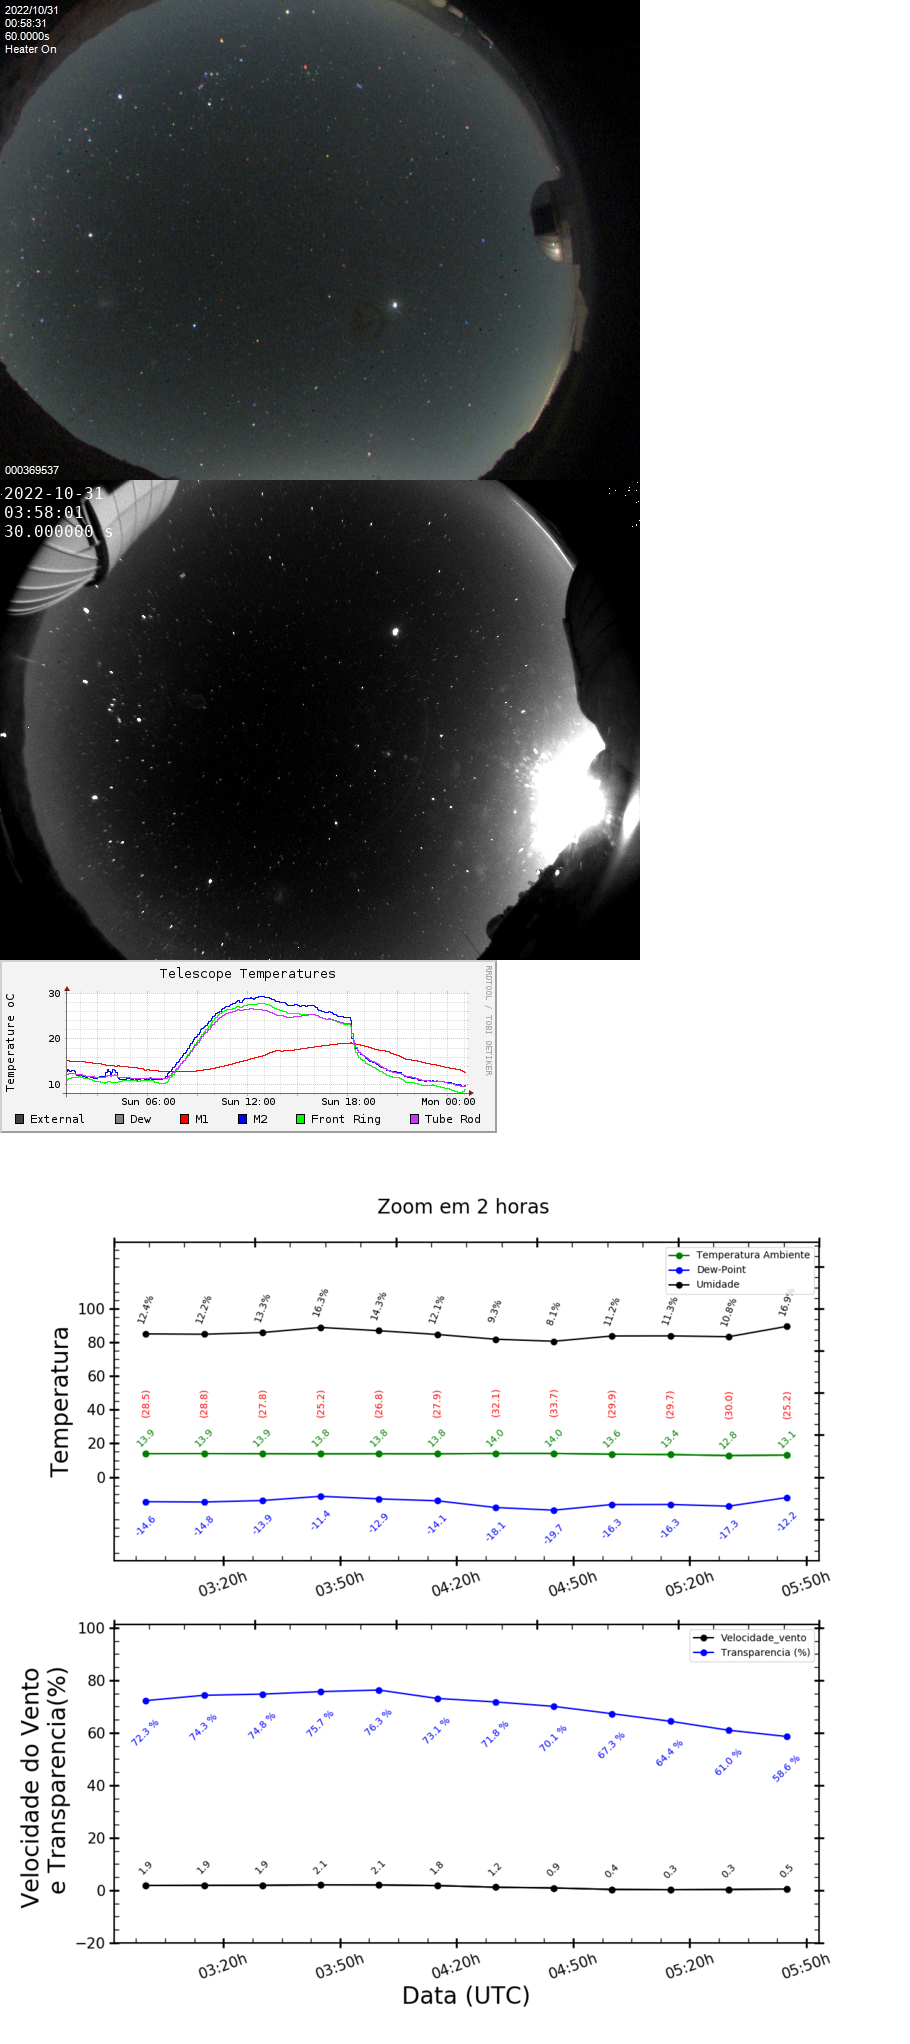 2022/10/31
00:58:31
60.0000s
Heater On
000369537
2022-10-31
03:58:01
30.000000 s
Telescope Temperatures
RRDTOOL / TOBI OETIKER
Temperature oC
30
20
10
Sun 06:00 Sun 12:00 Sun 18:00 Mon 00:00
External Dew M1 M2 Front Ring Tube Rod
Zoom em 2 horas
Temperatura Ambiente
Dew-Point
Umidade
12.4% 12.2% 13.3% 16.3% 14.3% 12.1% 9.3% 8.1% 11.2% 11.3% 10.8% 16.9%
Temperatura
100
80
60
40
20
0
(28.5) (28.8) (27.8) (25.2) (26.8) (27.9) (32.1) (33.7) (29.9) (29.7) (30.0) (25.2)
13.9 13.9 13.9 13.8 13.8 13.8 14.0 14.0 13.6 13.4 12.8 13.1
-14.6 -14.8 -13.9 -11.4 -12.9 -14.1 -18.1 -19.7 -16.3 -16.3 -17.3 -12.2
03:20h 03:50h 04:20h 04:50h 05:20h 05:50h
Velocidade_vento
Transparencia (%)
Velocidade do Vento
e Transparencia(%)
100
80
60
40
20
0
−20
72.3 % 74.3 % 74.8 % 75.7 % 76.3 % 73.1 % 71.8 % 70.1 % 67.3 % 64.4 % 61.0 % 58.6 %
1.9 1.9 1.9 2.1 2.1 1.8 1.2 0.9 0.4 0.3 0.3 0.5
03:20h 03:50h 04:20h 04:50h 05:20h 05:50h
Data (UTC)